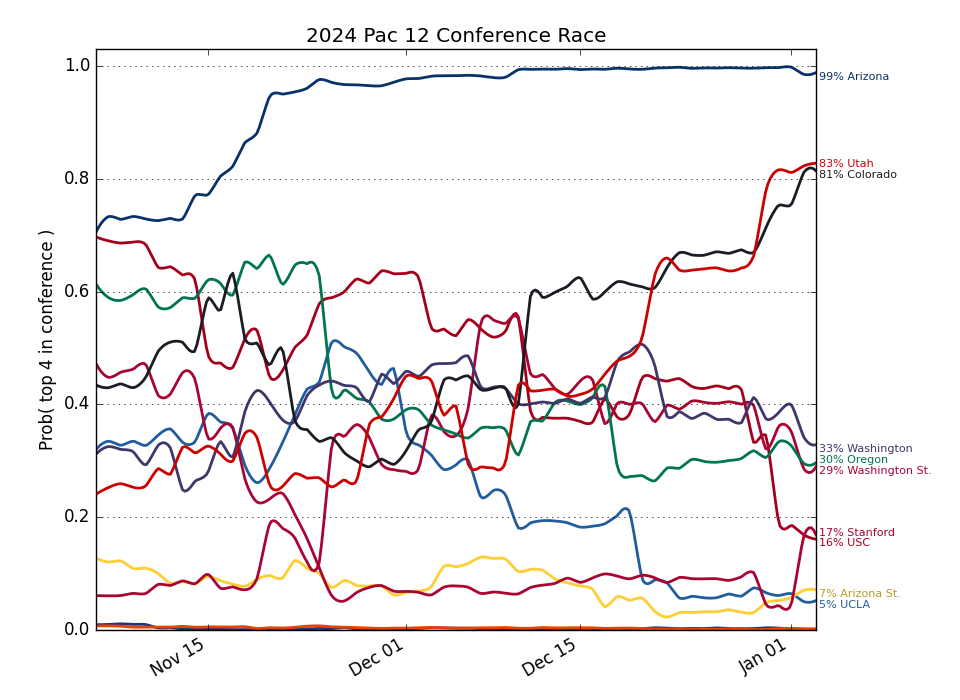 2024 Pac 12 Conference Race
Prob( top 4 in conference )
1.0
0.8
0.6
0.4
0.2
0.0
Nov 15
Dec 01
Dec 15
Jan 01
99% Arizona
83% Utah
81% Colorado
33% Washington
30% Oregon
29% Washington St.
17% Stanford
16% USC
7% Arizona St.
5% UCLA